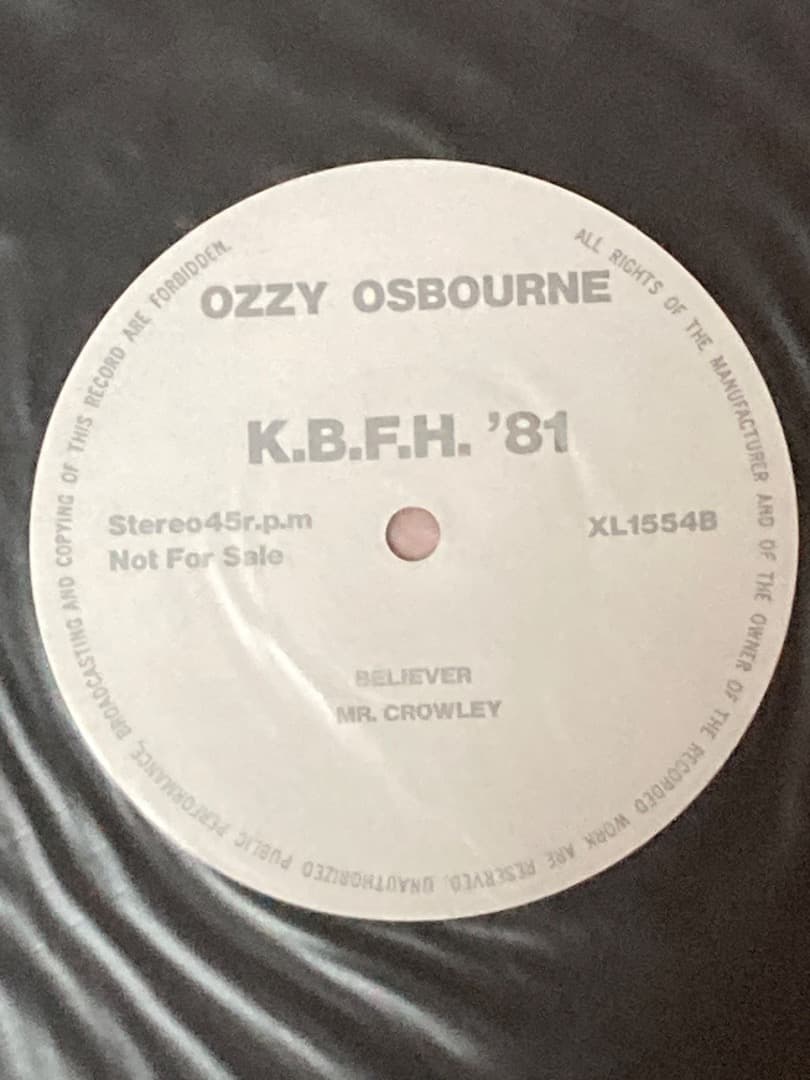 OZZY OSBOURNE
K.B.F.H. '81
Stereo45r.p.m
Not For Sale
XL1554B
BELIEVER
MR. CROWLEY
ALL RIGHTS OF THE MANUFACTURER AND OF THE OWNER OF THE RECORDED WORK ARE RESERVED. UNAUTHORIZED PUBLIC PERFORMANCE, BROADCASTING AND COPYING OF THIS RECORD ARE FORBIDDEN.